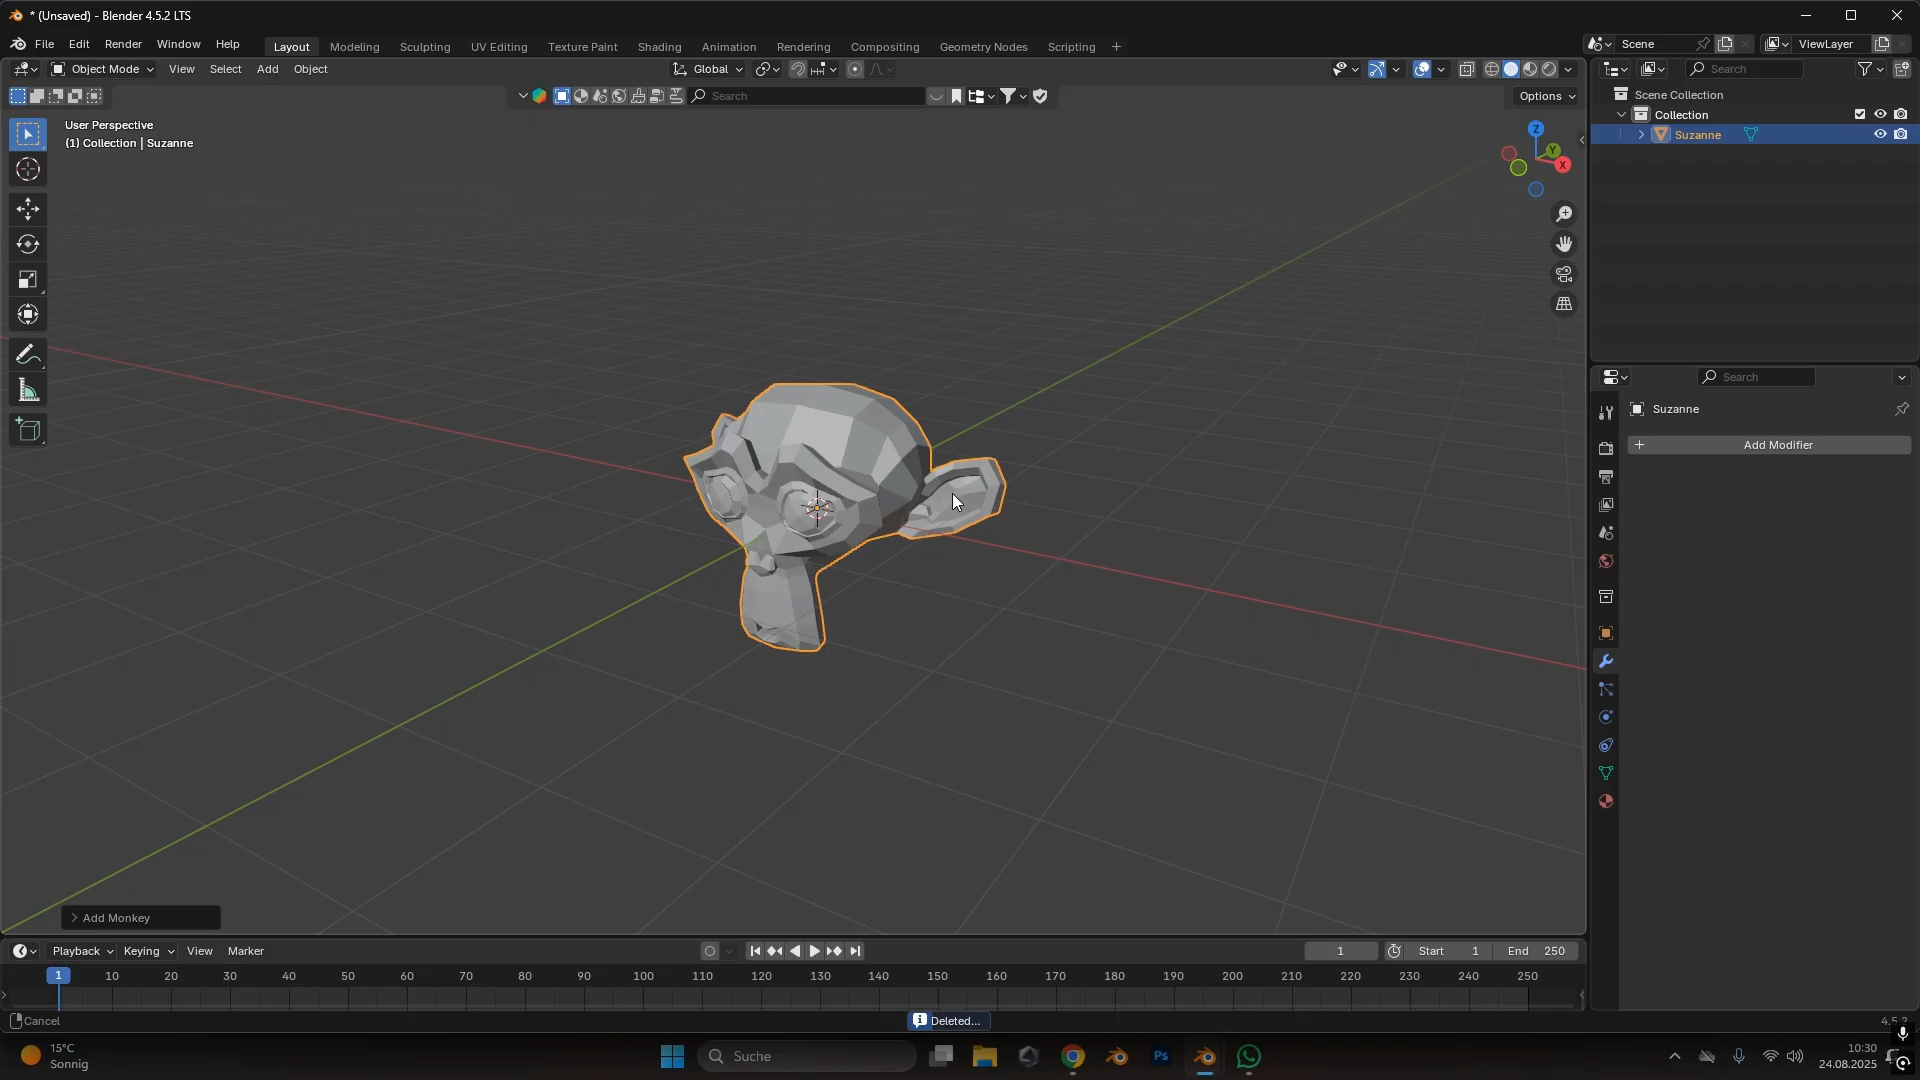 * (Unsaved) - Blender 4.5.2 LTS
File Edit Render Window Help Layout Modeling Sculpting UV Editing Texture Paint Shading Animation Rendering Compositing Geometry Nodes Scripting + Scene ViewLayer
Object Mode View Select Add Object Global Search
Search Options
Scene Collection
Collection
Suzanne
User Perspective
(1) Collection | Suzanne
Z
Y
X
Search
Suzanne
+ Add Modifier
> Add Monkey
Playback Keying View Marker 1 Start 1 End 250
1 10 20 30 40 50 60 70 80 90 100 110 120 130 140 150 160 170 180 190 200 210 220 230 240 250
Cancel Deleted...
15°C
Sonnig
Suche
Ps
10:30
24.08.2025